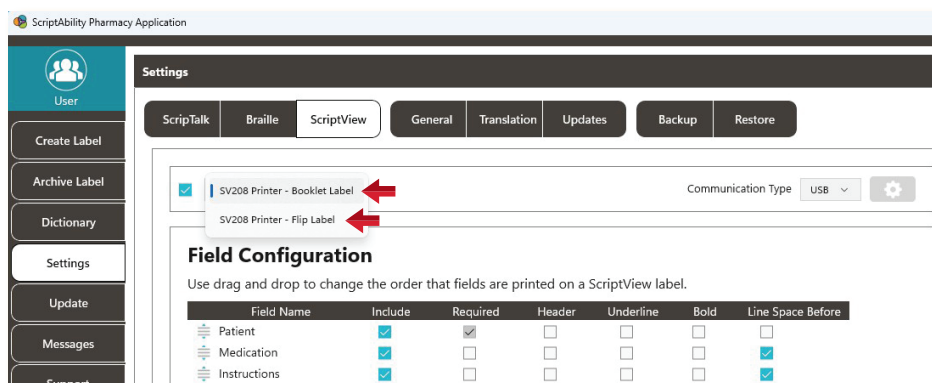 ScriptAbility Pharmacy Application
User
Create Label
Archive Label
Dictionary
Settings
Update
Messages
Support
Settings
ScripTalk Braille ScriptView General Translation Updates Backup Restore
SV208 Printer - Booklet Label
SV208 Printer - Flip Label
Communication Type USB
Field Configuration
Use drag and drop to change the order that fields are printed on a ScriptView label.
Field Name Include Required Header Underline Bold Line Space Before
Patient
Medication
Instructions